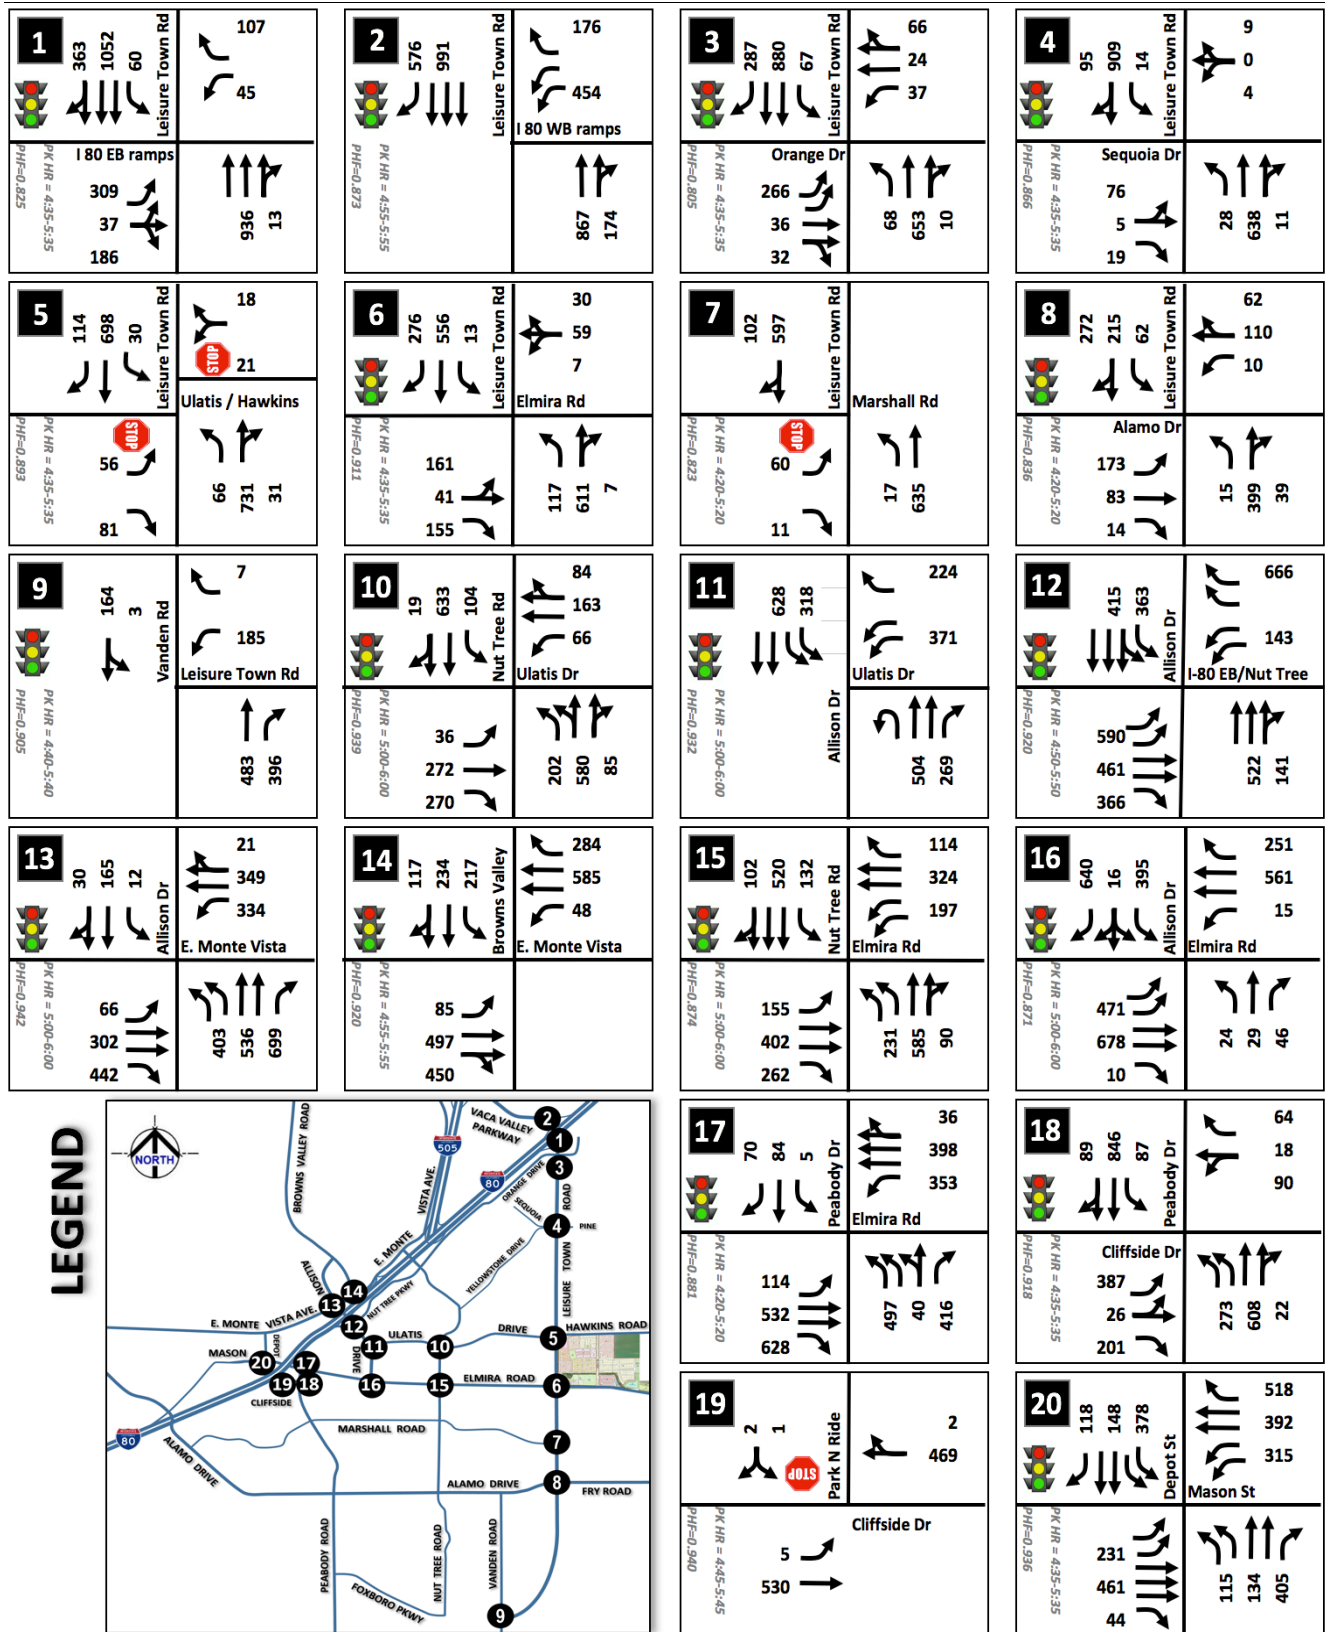 1
363
1052
60
Leisure Town Rd
107
45
I 80 EB ramps
309
37
186
936
13
PK HR = 4:35-5:35
PHF=0.825
2
576
991
Leisure Town Rd
176
454
I 80 WB ramps
867
174
PK HR = 4:55-5:55
PHF=0.873
3
287
880
67
Leisure Town Rd
66
24
37
Orange Dr
266
36
32
68
653
10
PK HR = 4:35-5:35
PHF=0.805
4
95
909
14
Leisure Town Rd
9
0
4
Sequoia Dr
76
5
19
28
638
11
PK HR = 4:35-5:35
PHF=0.866
5
114
698
30
Leisure Town Rd
18
STOP
21
Ulatis / Hawkins
STOP
56
81
66
731
31
PK HR = 4:35-5:35
PHF=0.893
6
276
556
13
Leisure Town Rd
30
59
7
Elmira Rd
161
41
155
117
611
7
PK HR = 4:35-5:35
PHF=0.911
7
102
597
Leisure Town Rd
Marshall Rd
STOP
60
11
17
635
PK HR = 4:20-5:20
PHF=0.823
8
272
215
62
Leisure Town Rd
62
110
10
Alamo Dr
173
83
14
15
399
39
PK HR = 4:20-5:20
PHF=0.836
9
164
3
Vanden Rd
7
185
Leisure Town Rd
483
396
PK HR = 4:40-5:40
PHF=0.905
10
19
633
104
Nut Tree Rd
84
163
66
Ulatis Dr
36
272
270
202
580
85
PK HR = 5:00-6:00
PHF=0.939
11
628
318
224
371
Ulatis Dr
Allison Dr
504
269
PK HR = 5:00-6:00
PHF=0.932
12
415
363
Allison Dr
666
143
I-80 EB/Nut Tree
590
461
366
522
141
PK HR = 4:50-5:50
PHF=0.920
13
30
165
12
Allison Dr
21
349
334
E. Monte Vista
66
302
442
403
536
699
PK HR = 5:00-6:00
PHF=0.942
14
117
234
217
Browns Valley
284
585
48
E. Monte Vista
85
497
450
PK HR = 4:55-5:55
PHF=0.920
15
102
520
132
Nut Tree Rd
114
324
197
Elmira Rd
155
402
262
231
585
90
PK HR = 5:00-6:00
PHF=0.874
16
640
16
395
Allison Dr
251
561
15
Elmira Rd
471
678
10
24
29
46
PK HR = 5:00-6:00
PHF=0.871
17
70
84
5
Peabody Dr
36
398
353
Elmira Rd
114
532
628
497
40
416
PK HR = 4:20-5:20
PHF=0.881
18
89
846
87
Peabody Dr
64
18
90
Cliffside Dr
387
26
201
273
608
22
PK HR = 4:35-5:35
PHF=0.918
19
2
1
STOP
Park N Ride
2
469
Cliffside Dr
5
530
PK HR = 4:45-5:45
PHF=0.940
20
118
148
378
Depot St
518
392
315
Mason St
231
461
44
115
134
405
PK HR = 4:35-5:35
PHF=0.936
LEGEND
NORTH
BROWNS VALLEY ROAD
505
VACA VALLEY
PARKWAY
2
1
3
VISTA AVE.
80
ORANGE DRIVE
SEQUOIA
4
PINE
E. MONTE
YELLOWSTONE DRIVE
LEISURE TOWN ROAD
ALLISON
14
13
NUT TREE PKWY
E. MONTE VISTA AVE.
12
DEPOT
DRIVE
11
ULATIS
10
DRIVE
5
HAWKINS ROAD
MASON
20
17
19
18
CLIFFSIDE
16
15
ELMIRA ROAD
6
80
ALAMO DRIVE
MARSHALL ROAD
7
ALAMO DRIVE
8
FRY ROAD
PEABODY ROAD
FOXBORO PKWY
NUT TREE ROAD
VANDEN ROAD
9